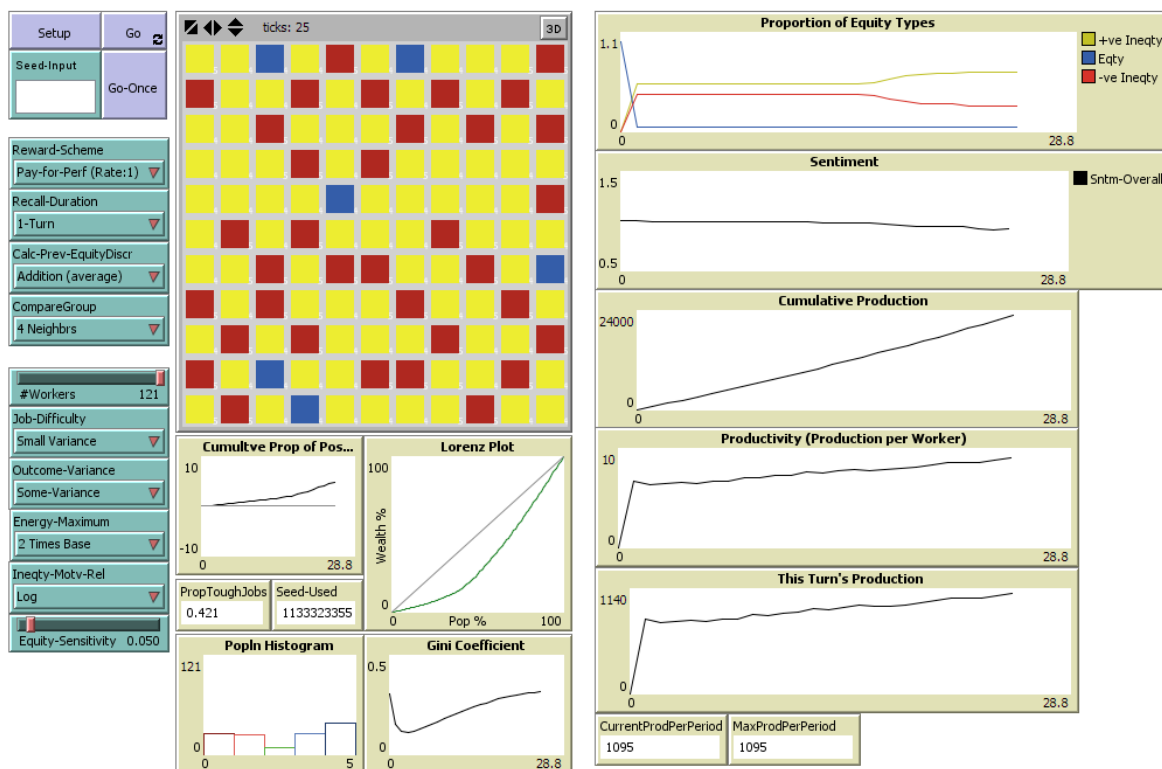 Setup
Go
Seed-Input
Go-Once
Reward-Scheme
Pay-for-Perf (Rate:1)
Recall-Duration
1-Turn
Calc-Prev-EquityDiscr
Addition (average)
CompareGroup
4 Neighbrs
#Workers 121
Job-Difficulty
Small Variance
Outcome-Variance
Some-Variance
Energy-Maximum
2 Times Base
Ineqty-Motv-Rel
Log
Equity-Sensitivity 0.050
ticks: 25
3D
Cumultve Prop of Pos...
10
-10
0 28.8
PropToughJobs
0.421
Seed-Used
1133323355
Lorenz Plot
100
Wealth %
0
0 Pop % 100
Popln Histogram
121
0
0 5
Gini Coefficient
0.5
0
0 28.8
Proportion of Equity Types
1.1
0
0 28.8
+ve Ineqty
Eqty
-ve Ineqty
Sentiment
1.5
0.5
0 28.8
Sntm-Overall
Cumulative Production
24000
0
0 28.8
Productivity (Production per Worker)
10
0
0 28.8
This Turn's Production
1140
0
0 28.8
CurrentProdPerPeriod
1095
MaxProdPerPeriod
1095